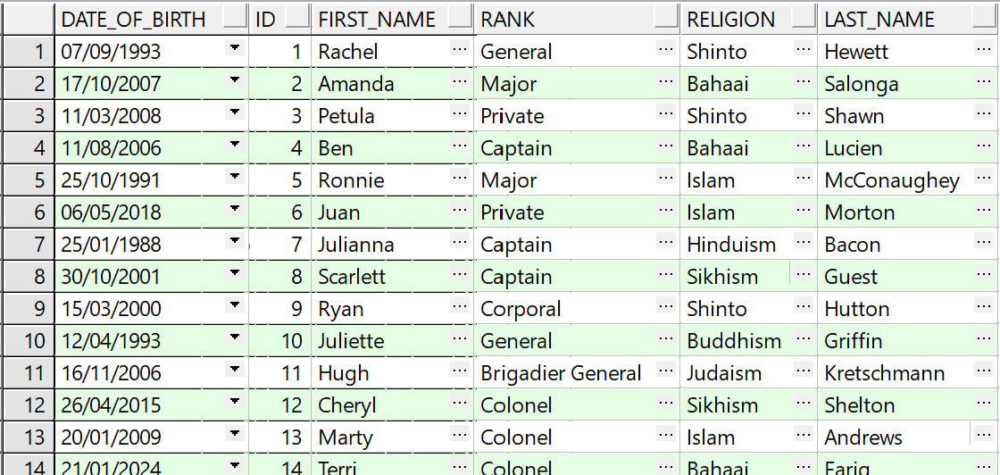 DATE_OF_BIRTH ID FIRST_NAME RANK RELIGION LAST_NAME
1 07/09/1993 1 Rachel General Shinto Hewett
2 17/10/2007 2 Amanda Major Bahaai Salonga
3 11/03/2008 3 Petula Private Shinto Shawn
4 11/08/2006 4 Ben Captain Bahaai Lucien
5 25/10/1991 5 Ronnie Major Islam McConaughey
6 06/05/2018 6 Juan Private Islam Morton
7 25/01/1988 7 Julianna Captain Hinduism Bacon
8 30/10/2001 8 Scarlett Captain Sikhism Guest
9 15/03/2000 9 Ryan Corporal Shinto Hutton
10 12/04/1993 10 Juliette General Buddhism Griffin
11 16/11/2006 11 Hugh Brigadier General Judaism Kretschmann
12 26/04/2015 12 Cheryl Colonel Sikhism Shelton
13 20/01/2009 13 Marty Colonel Islam Andrews
14 21/01/2024 14 Terri Colonel Bahaai